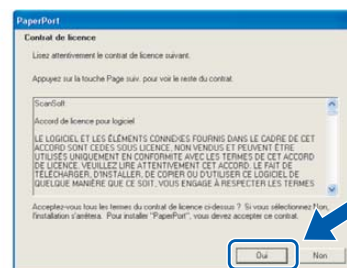 PaperPort
Contrat de licence
Lisez attentivement le contrat de licence suivant.
Appuyez sur la touche Page suiv. pour voir le reste du contrat.
ScanSoft
Accord de licence pour logiciel
LE LOGICIEL ET LES ÉLÉMENTS CONNEXES FOURNIS DANS LE CADRE DE CET
ACCORD SONT CEDES SOUS LICENCE, NON VENDUS ET PEUVENT ÊTRE
UTILISÉS UNIQUEMENT EN CONFORMITE AVEC LES TERMES DE CET ACCORD
DE LICENCE. VEUILLEZ LIRE ATTENTIVEMENT CET ACCORD. LE FAIT DE
TÉLÉCHARGER, D'INSTALLER, DE COPIER OU D'UTILISER CE LOGICIEL DE
QUELQUE MANIÈRE QUE CE SOIT, VOUS ENGAGE À RESPECTER LES TERMES
Acceptez-vous tous les termes du contrat de licence ci-dessus ? Si vous sélectionnez Non,
l'installation s'arrêtera. Pour installer "PaperPort", vous devez accepter ce contrat.
Oui
Non